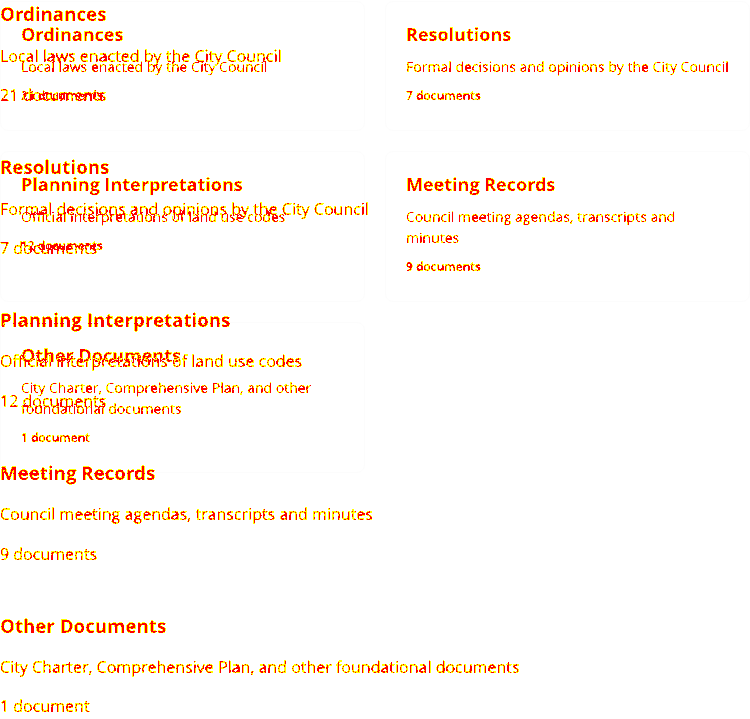 Ordinances
Ordinances
Resolutions
Local laws enacted by the City Council
Local laws enacted by the City Council
Formal decisions and opinions by the City Council
21 documents
7 documents
Resolutions
Planning Interpretations
Meeting Records
Formal decisions and opinions by the City Council
Official interpretations of land use codes
Council meeting agendas, transcripts and
minutes
7 documents
12 documents
9 documents
Planning Interpretations
Other Documents
Official interpretations of land use codes
City Charter, Comprehensive Plan, and other
foundational documents
12 documents
1 document
Meeting Records
Council meeting agendas, transcripts and minutes
9 documents
Other Documents
City Charter, Comprehensive Plan, and other foundational documents
1 document